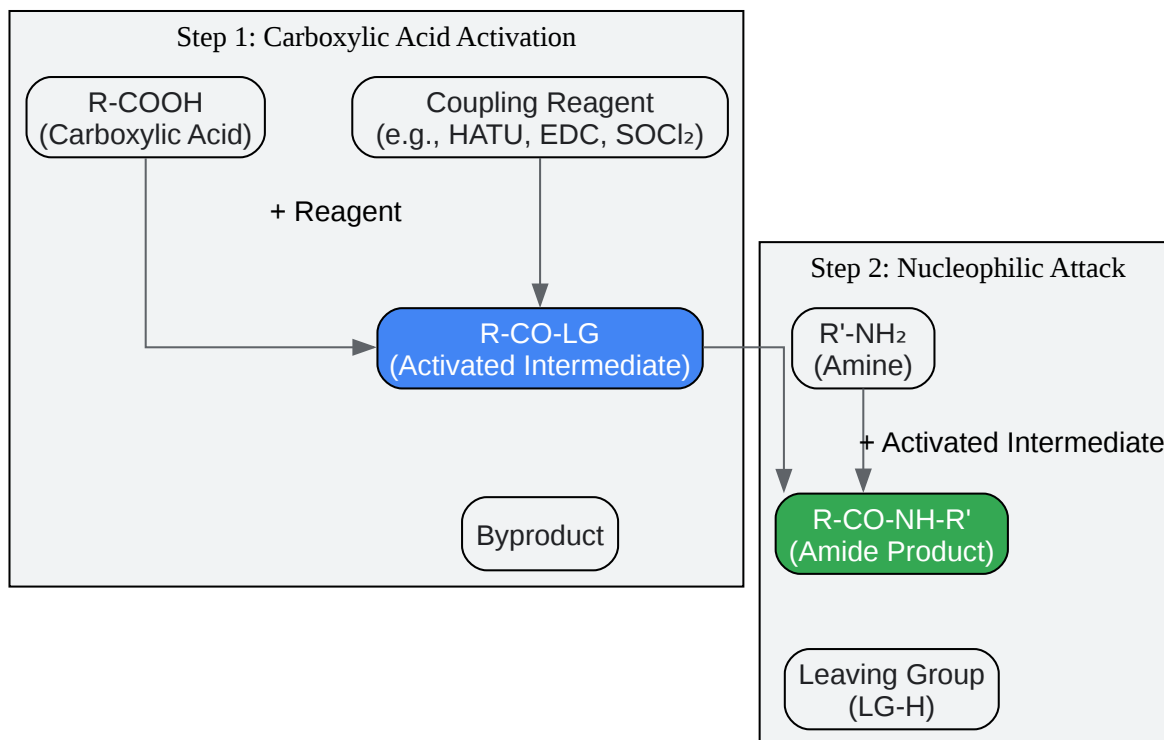 Step 1: Carboxylic Acid Activation
R-COOH
(Carboxylic Acid)
Coupling Reagent
(e.g., HATU, EDC, SOCl₂)
+ Reagent
R-CO-LG
(Activated Intermediate)
Byproduct
Step 2: Nucleophilic Attack
R'-NH₂
(Amine)
+ Activated Intermediate
R-CO-NH-R'
(Amide Product)
Leaving Group
(LG-H)